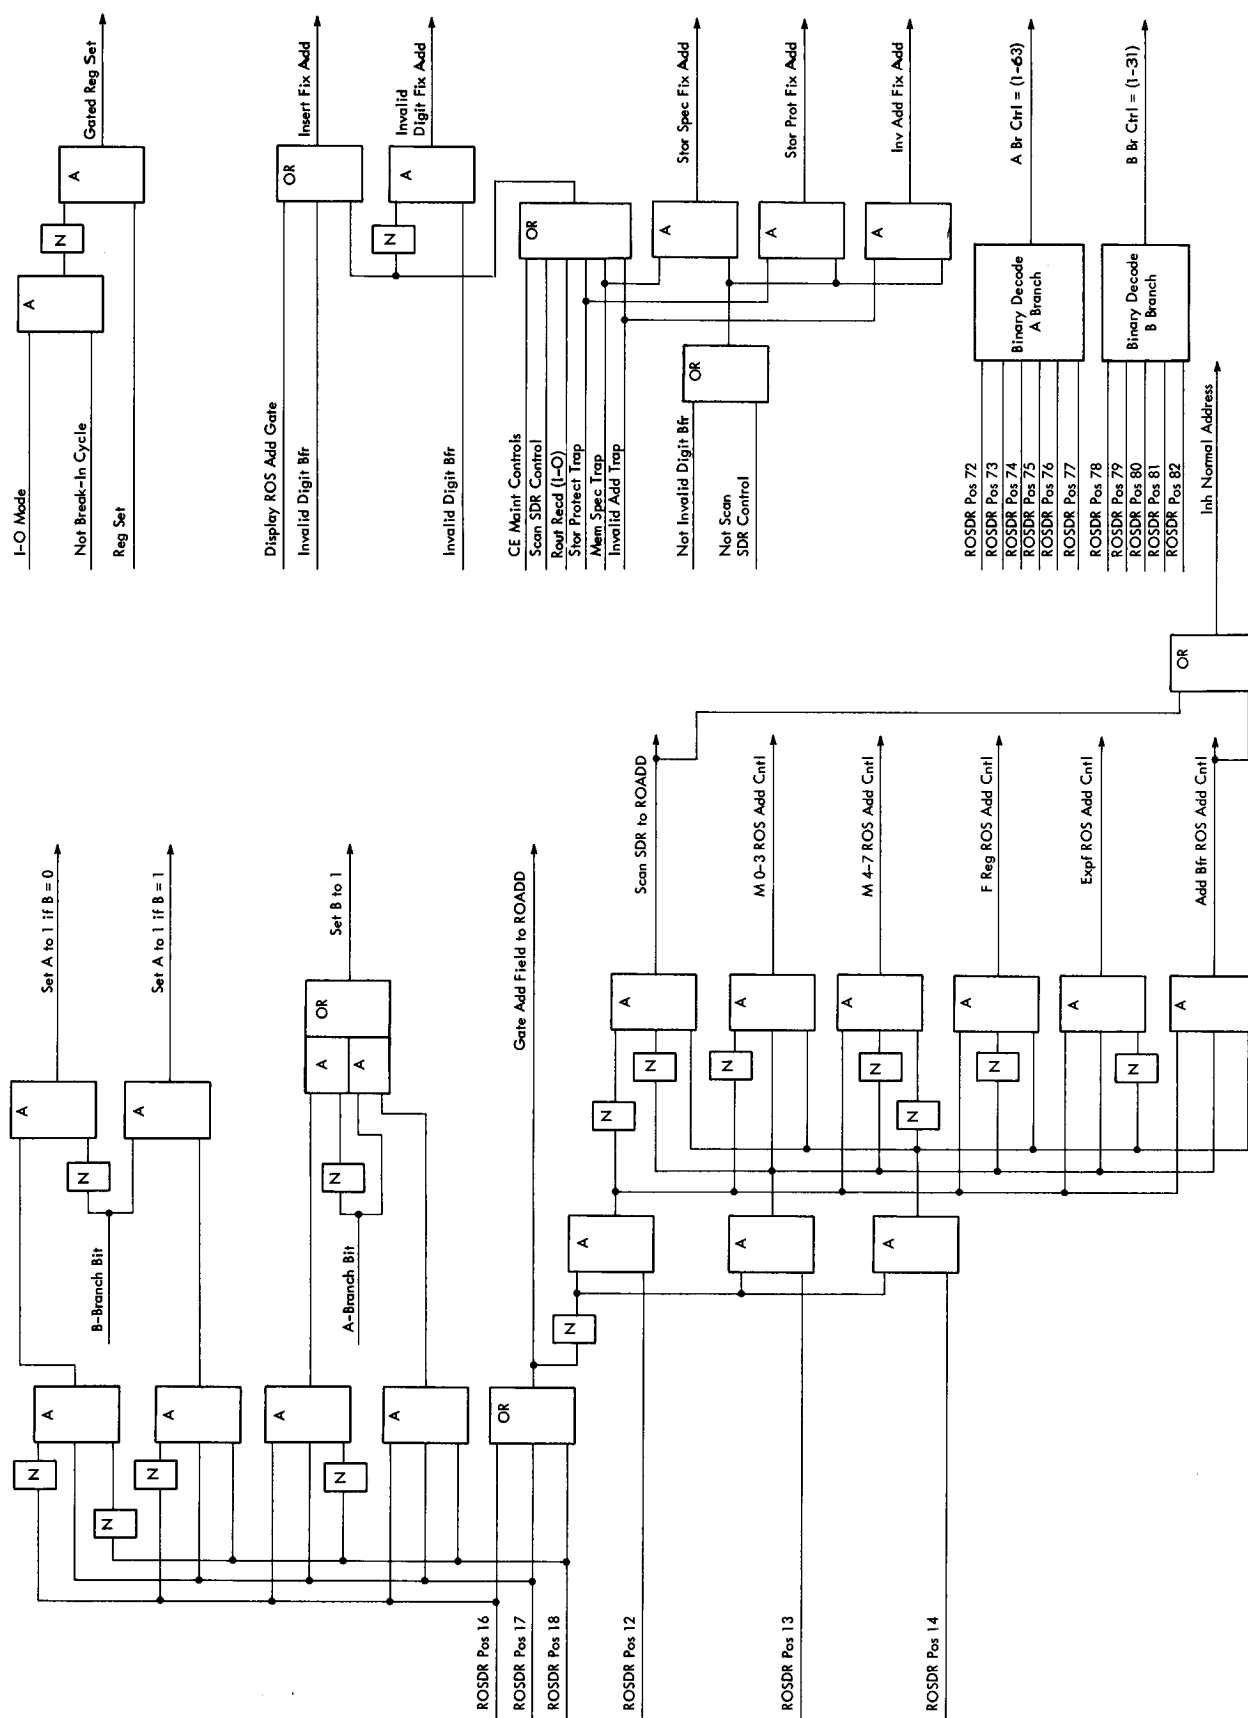 I-O Mode
Not Break-In Cycle
Reg Set
A
N
A
Gated Reg Set
Display ROS Add Gate
Invalid Digit Bfr
OR
Insert Fix Add
Invalid Digit Bfr
N
A
Invalid
Digit Fix Add
CE Maint Controls
Scan SDR Control
Rout Recd (I-O)
Stor Protect Trap
Mem Spec Trap
Invalid Add Trap
OR
Not Invalid Digit Bfr
Not Scan
SDR Control
OR
A
Stor Spec Fix Add
A
Stor Prot Fix Add
A
Inv Add Fix Add
ROSDR Pos 72
ROSDR Pos 73
ROSDR Pos 74
ROSDR Pos 75
ROSDR Pos 76
ROSDR Pos 77
Binary Decode
A Branch
A Br Ctrl = (1-63)
ROSDR Pos 78
ROSDR Pos 79
ROSDR Pos 80
ROSDR Pos 81
ROSDR Pos 82
Binary Decode
B Branch
B Br Ctrl = (1-31)
ROSDR Pos 16
ROSDR Pos 17
ROSDR Pos 18
N
N
A
N
A
A
N
A
OR
B-Branch Bit
N
A
Set A to 1 if B = 0
A
Set A to 1 if B = 1
A-Branch Bit
N
A
A
OR
Set B to 1
Gate Add Field to ROADD
ROSDR Pos 12
ROSDR Pos 13
ROSDR Pos 14
N
A
A
A
N
N
A
Scan SDR to ROADD
N
A
M 0-3 ROS Add Cntl
N
N
A
M 4-7 ROS Add Cntl
N
A
F Reg ROS Add Cntl
N
A
Expf ROS Add Cntl
A
Add Bfr ROS Add Cntl
OR
Inh Normal Address